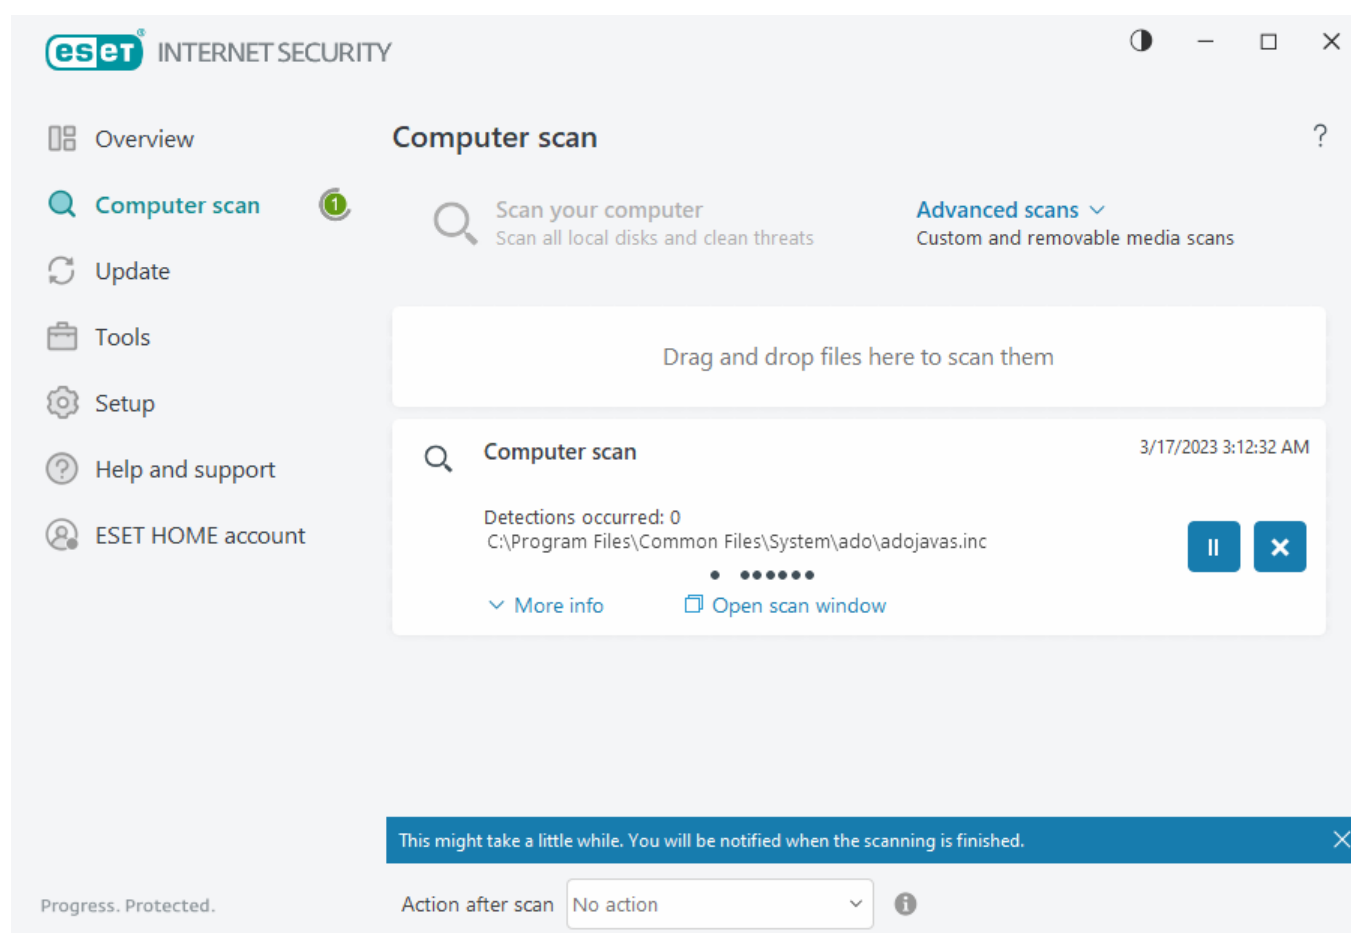 eset® INTERNET SECURITY
Overview
Computer scan 1
Update
Tools
Setup
Help and support
ESET HOME account
Progress. Protected.
Computer scan ?
Scan your computer
Scan all local disks and clean threats
Advanced scans
Custom and removable media scans
Drag and drop files here to scan them
Computer scan 3/17/2023 3:12:32 AM
Detections occurred: 0
C:\Program Files\Common Files\System\ado\adojavas.inc
More info Open scan window
This might take a little while. You will be notified when the scanning is finished.
Action after scan No action